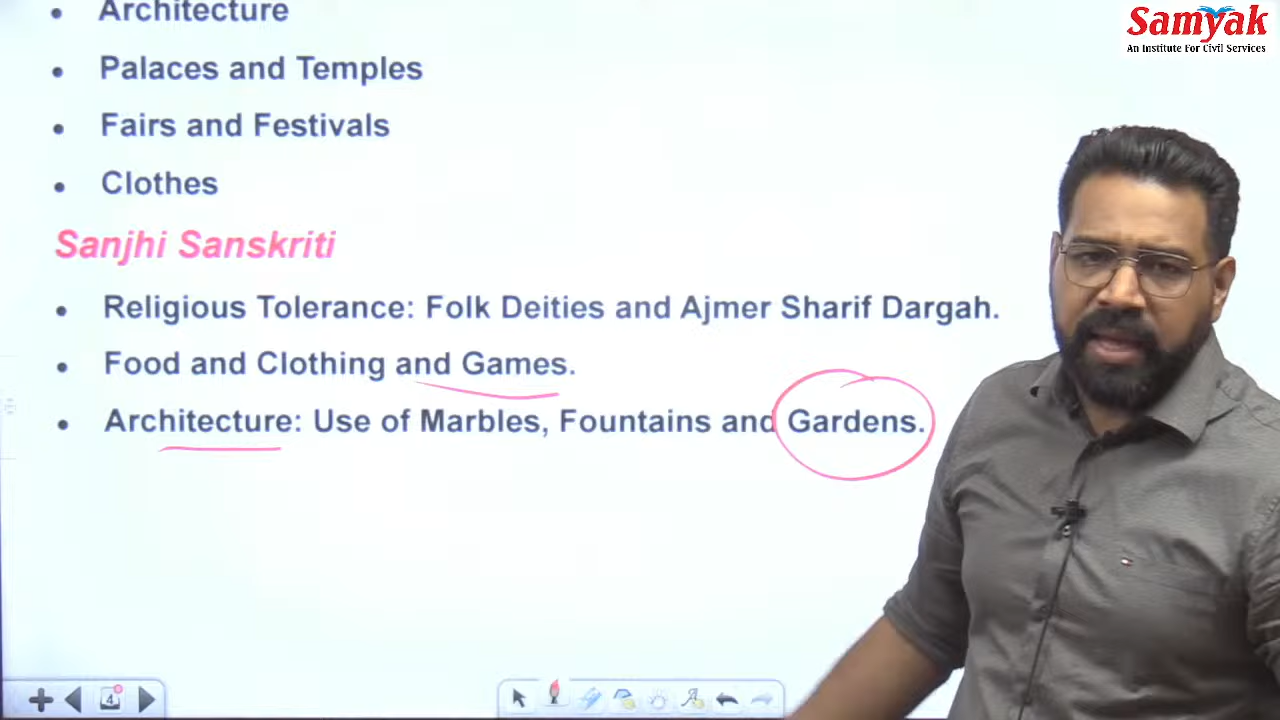 Samyak
An Institute For Civil Services
• Architecture
• Palaces and Temples
• Fairs and Festivals
• Clothes
Sanjhi Sanskriti
• Religious Tolerance: Folk Deities and Ajmer Sharif Dargah.
• Food and Clothing and Games.
• Architecture: Use of Marbles, Fountains and Gardens.
4